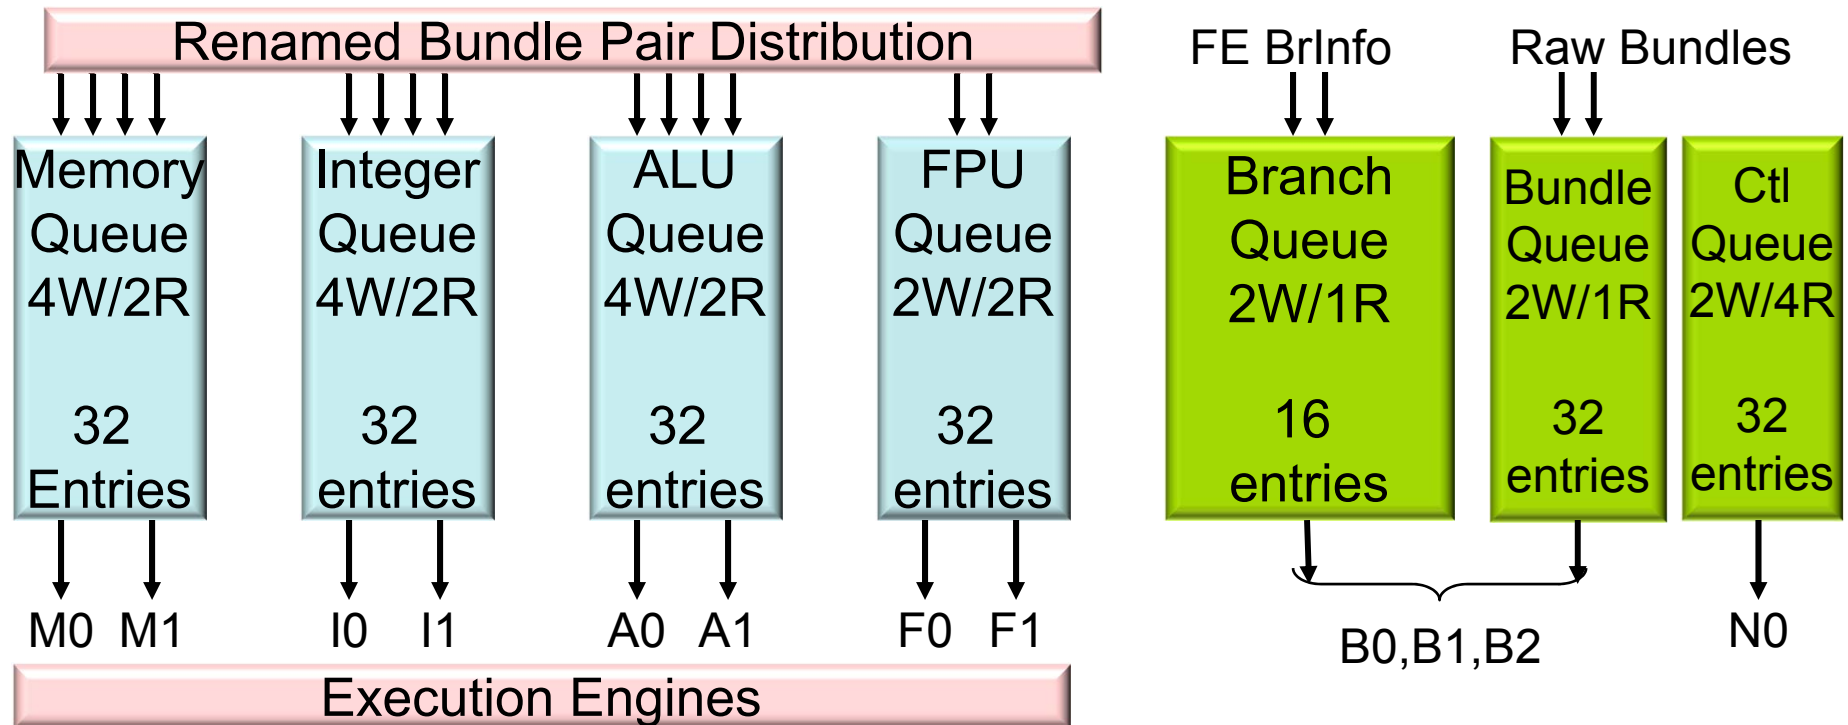 Renamed Bundle Pair Distribution
FE BrInfo
Raw Bundles
Memory
Queue
4W/2R
32
Entries
Integer
Queue
4W/2R
32
entries
ALU
Queue
4W/2R
32
entries
FPU
Queue
2W/2R
32
entries
Branch
Queue
2W/1R
16
entries
Bundle
Queue
2W/1R
32
entries
Ctl
Queue
2W/4R
32
entries
M0 M1
I0 I1
A0 A1
F0 F1
B0,B1,B2
N0
Execution Engines